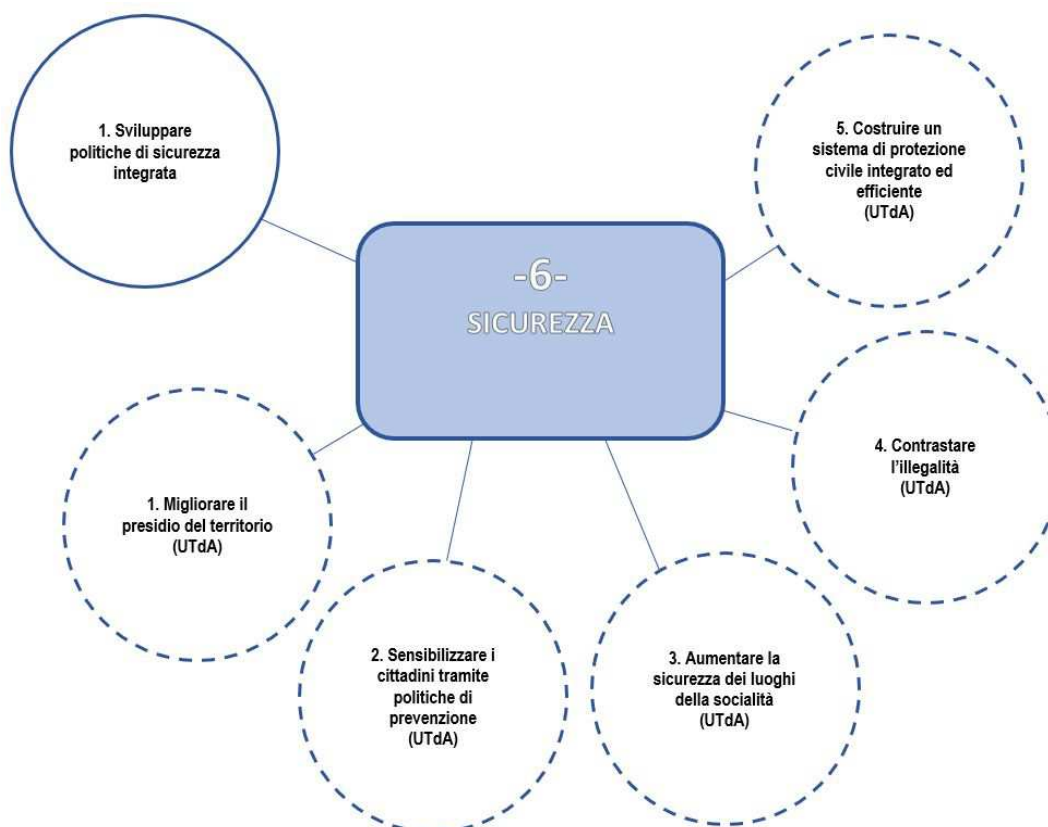 1. Sviluppare
politiche di sicurezza
integrata
5. Costruire un
sistema di protezione
civile integrato ed
efficiente
(UTdA)
-6-
SICUREZZA
4. Contrastare
l’illegalità
(UTdA)
1. Migliorare il
presidio del territorio
(UTdA)
2. Sensibilizzare i
cittadini tramite
politiche di
prevenzione
(UTdA)
3. Aumentare la
sicurezza dei luoghi
della socialità
(UTdA)